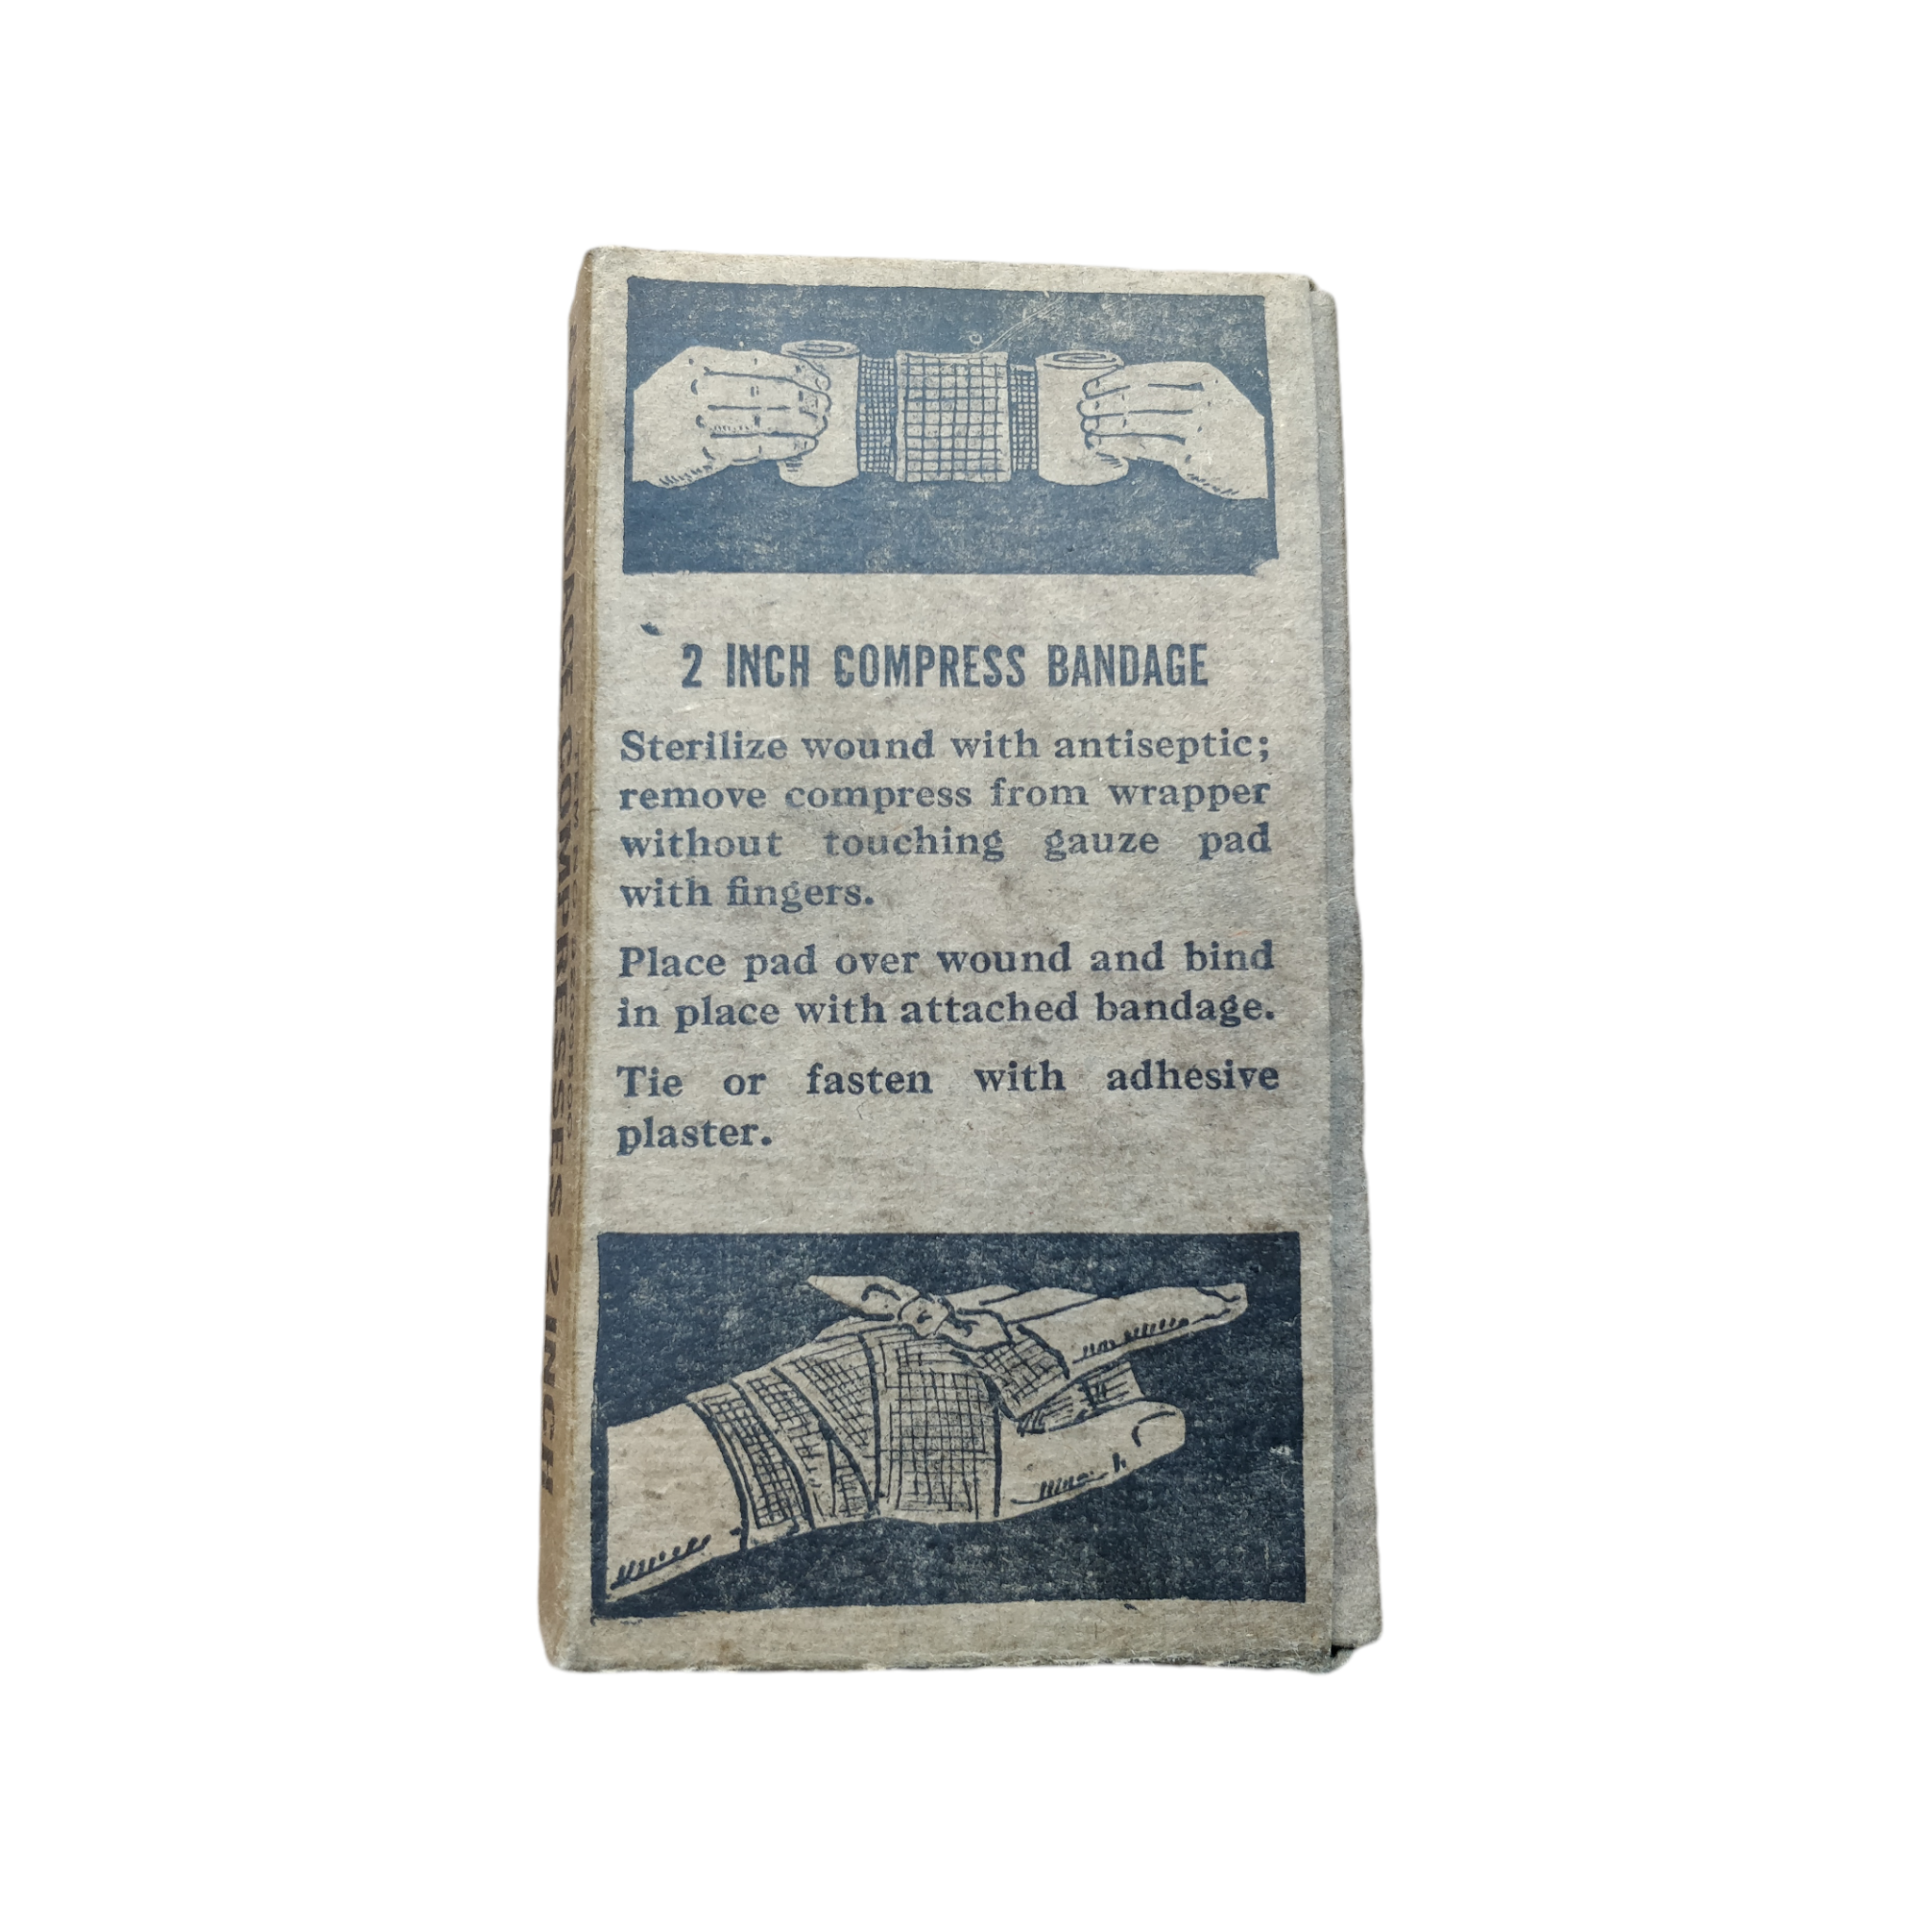 2 INCH COMPRESS BANDAGE
Sterilize wound with antiseptic;
remove compress from wrapper
without touching gauze pad
with fingers.
Place pad over wound and bind
in place with attached bandage.
Tie or fasten with adhesive
plaster.
BANDAGE COMPRESSES 2 INCH